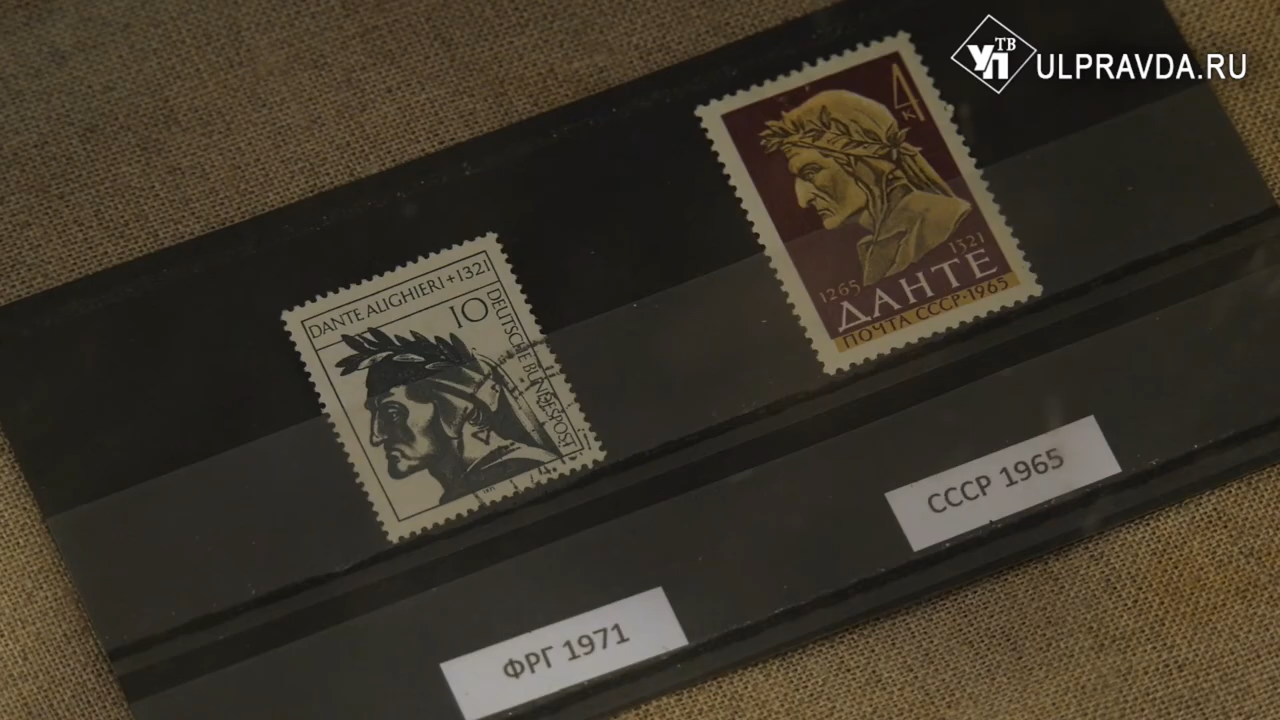 УП ТВ
ULPRAVDA.RU
DANTE ALIGHIERI + 1321
10
DEUTSCHE BUNDESPOST
4
К
1265
1321
ДАНТЕ
ПОЧТА СССР·1965
СССР 1965
ФРГ 1971